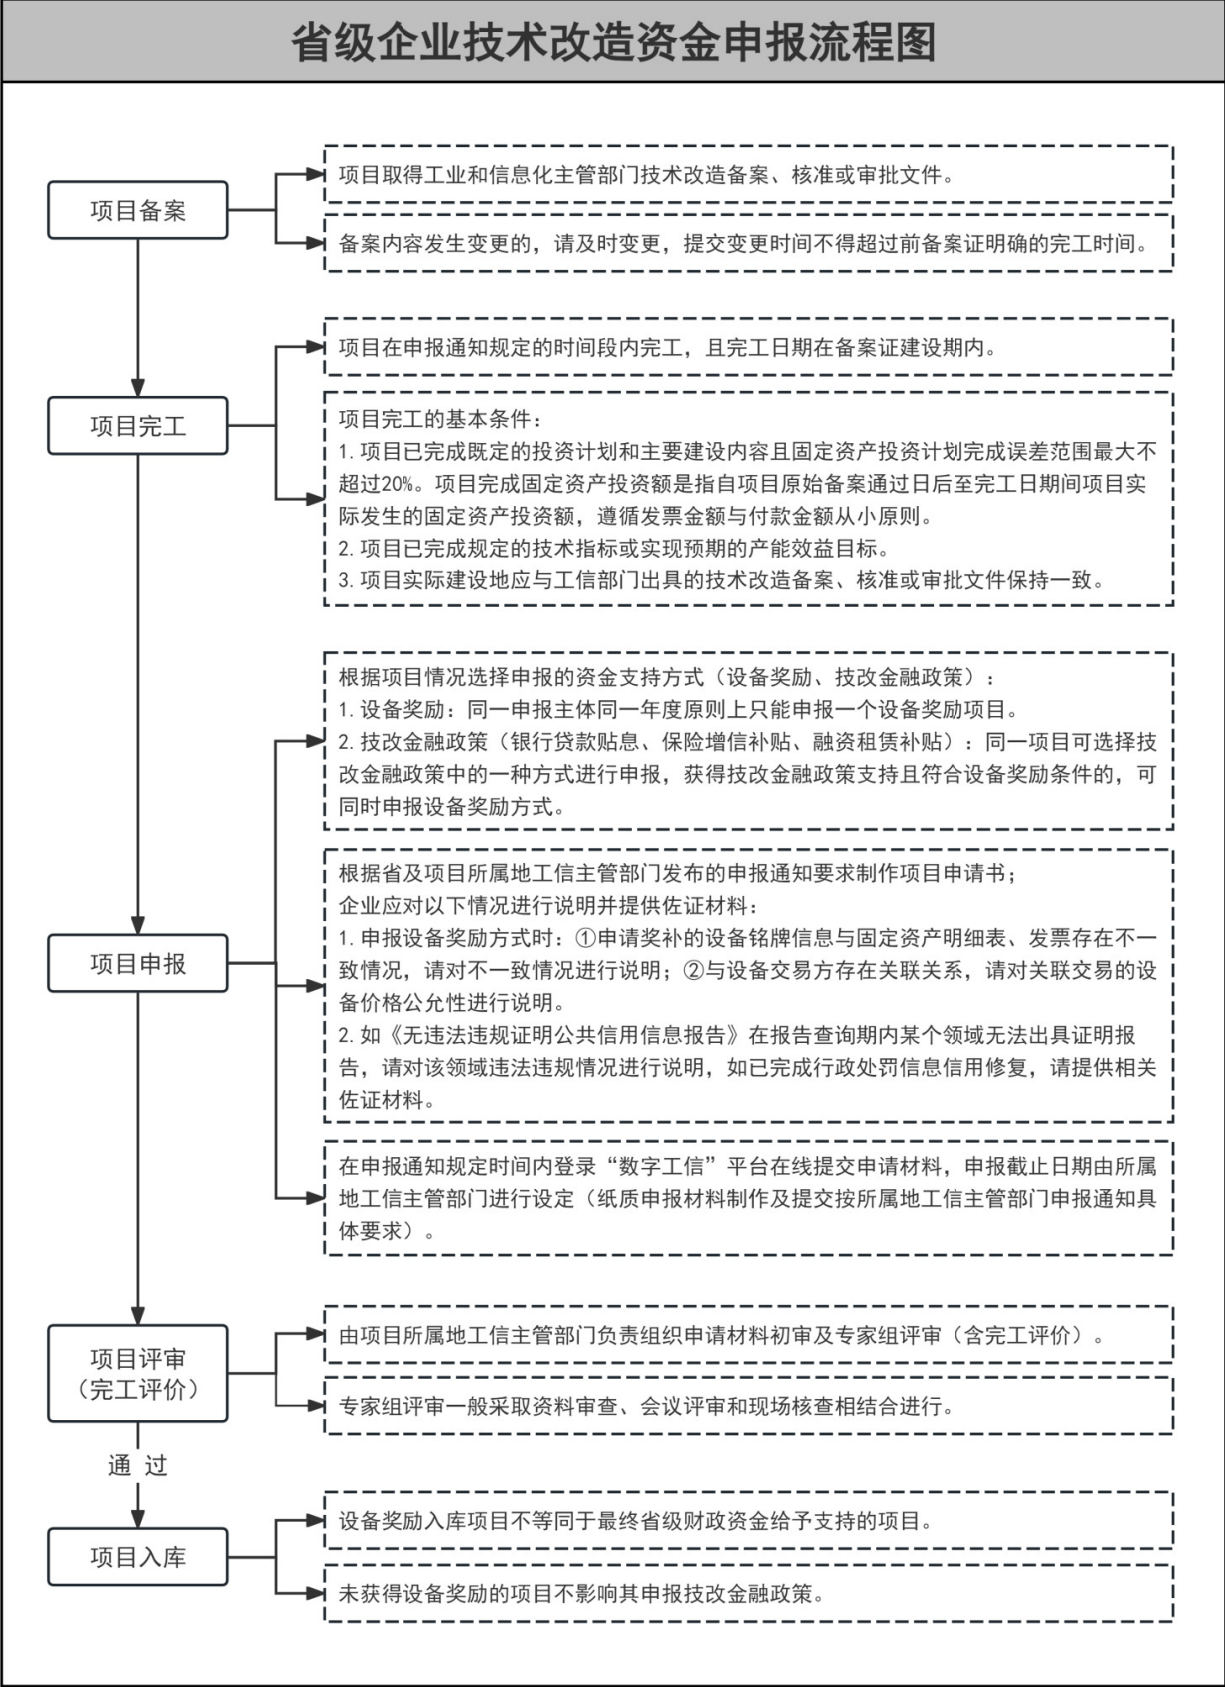 省级企业技术改造资金申报流程图
项目备案
项目取得工业和信息化主管部门技术改造备案、核准或审批文件。
备案内容发生变更的，请及时变更，提交变更时间不得超过前备案证明确的完工时间。
项目完工
项目在申报通知规定的时间段内完工，且完工日期在备案证建设期内。
项目完工的基本条件：
1. 项目已完成既定的投资计划和主要建设内容且固定资产投资计划完成误差范围最大不
超过20%。项目完成固定资产投资额是指自项目原始备案通过日后至完工日期间项目实
际发生的固定资产投资额，遵循发票金额与付款金额从小原则。
2. 项目已完成规定的技术指标或实现预期的产能效益目标。
3. 项目实际建设地应与工信部门出具的技术改造备案、核准或审批文件保持一致。
项目申报
根据项目情况选择申报的资金支持方式（设备奖励、技改金融政策）：
1. 设备奖励：同一申报主体同一年度原则上只能申报一个设备奖励项目。
2. 技改金融政策（银行贷款贴息、保险增信补贴、融资租赁补贴）：同一项目可选择技
改金融政策中的一种方式进行申报，获得技改金融政策支持且符合设备奖励条件的，可
同时申报设备奖励方式。
根据省及项目所属地工信主管部门发布的申报通知要求制作项目申请书；
企业应对以下情况进行说明并提供佐证材料：
1. 申报设备奖励方式时：①申请奖补的设备铭牌信息与固定资产明细表、发票存在不一
致情况，请对不一致情况进行说明；②与设备交易方存在关联关系，请对关联交易的设
备价格公允性进行说明。
2. 如《无违法违规证明公共信用信息报告》在报告查询期内某个领域无法出具证明报
告，请对该领域违法违规情况进行说明，如已完成行政处罚信息信用修复，请提供相关
佐证材料。
在申报通知规定时间内登录“数字工信”平台在线提交申请材料，申报截止日期由所属
地工信主管部门进行设定（纸质申报材料制作及提交按所属地工信主管部门申报通知具
体要求）。
项目评审
（完工评价）
由项目所属地工信主管部门负责组织申请材料初审及专家组评审（含完工评价）。
专家组评审一般采取资料审查、会议评审和现场核查相结合进行。
通 过
项目入库
设备奖励入库项目不等同于最终省级财政资金给予支持的项目。
未获得设备奖励的项目不影响其申报技改金融政策。